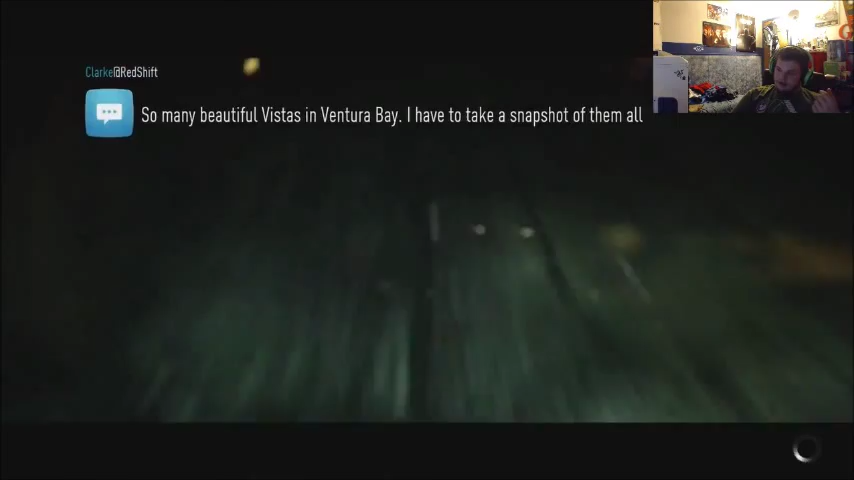 Clarke@RedShift
So many beautiful Vistas in Ventura Bay. I have to take a snapshot of them all